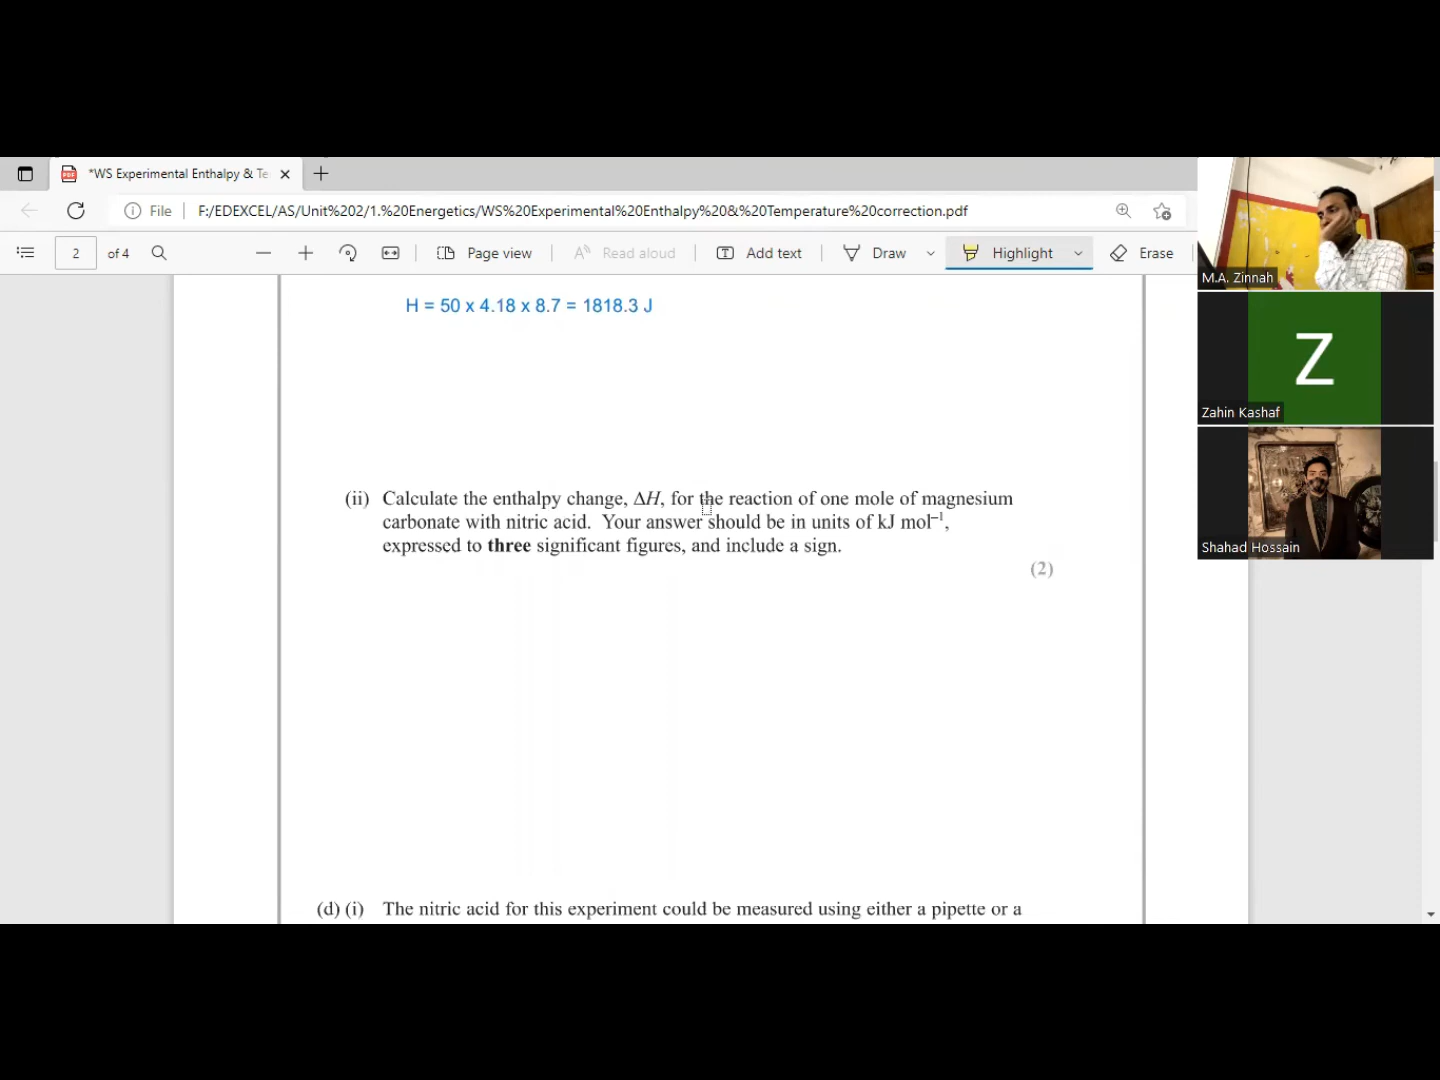 *WS Experimental Enthalpy & Te
File
F:/EDEXCEL/AS/Unit%202/1.%20Energetics/WS%20Experimental%20Enthalpy%20&%20Temperature%20correction.pdf
2 of 4
Page view
Read aloud
Add text
Draw
Highlight
Erase
H = 50 x 4.18 x 8.7 = 1818.3 J
(ii) Calculate the enthalpy change, ΔH, for the reaction of one mole of magnesium
carbonate with nitric acid. Your answer should be in units of kJ mol⁻¹,
expressed to three significant figures, and include a sign.
(2)
(d) (i) The nitric acid for this experiment could be measured using either a pipette or a
M.A. Zinnah
Z
Zahin Kashaf
Shahad Hossain